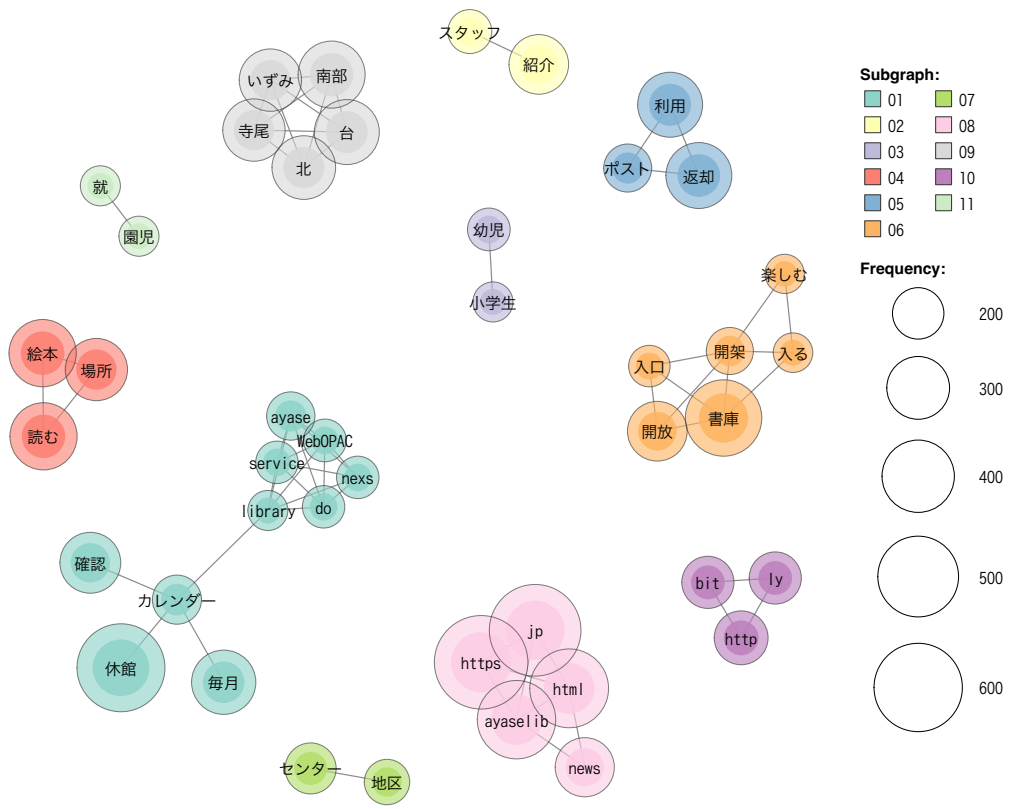 スタッフ
紹介
いずみ
南部
寺尾
台
北
利用
ポスト
返却
就
園児
幼児
小学生
楽しむ
開架
入る
入口
開放
書庫
絵本
場所
読む
ayase
WebOPAC
service
nexs
library
do
確認
カレンダー
休館
毎月
bit
ly
http
jp
https
html
ayaselib
news
センター
地区
Subgraph:
01
07
02
08
03
09
04
10
05
11
06
Frequency:
200
300
400
500
600